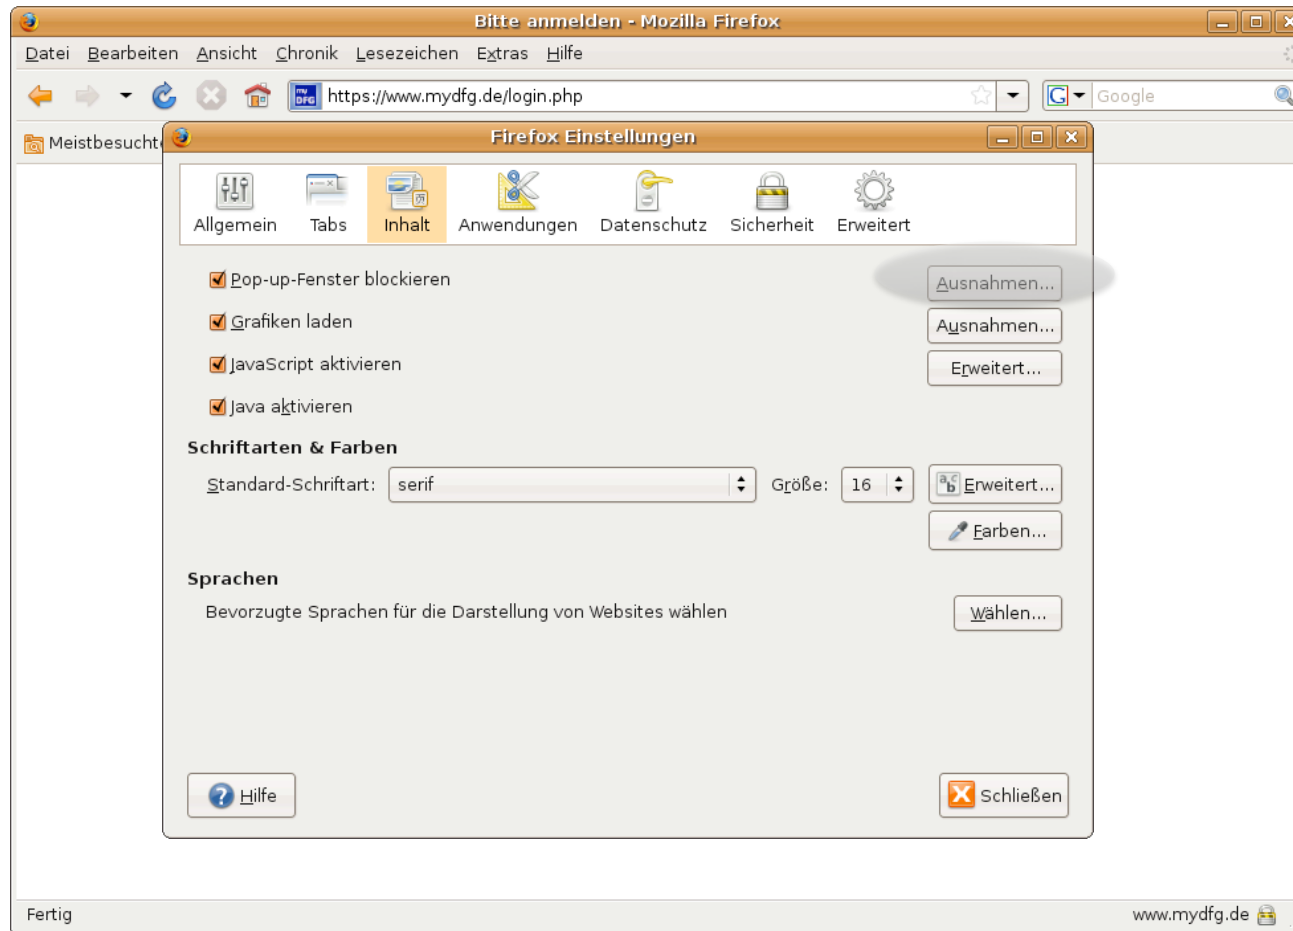 Bitte anmelden - Mozilla Firefox
Datei Bearbeiten Ansicht Chronik Lesezeichen Extras Hilfe
my DFG https://www.mydfg.de/login.php G Google
Meistbesucht
Firefox Einstellungen
Allgemein Tabs Inhalt Anwendungen Datenschutz Sicherheit Erweitert
Pop-up-Fenster blockieren Ausnahmen...
Grafiken laden Ausnahmen...
JavaScript aktivieren Erweitert...
Java aktivieren
Schriftarten & Farben
Standard-Schriftart: serif Größe: 16 Erweitert...
Farben...
Sprachen
Bevorzugte Sprachen für die Darstellung von Websites wählen Wählen...
Hilfe Schließen
Fertig www.mydfg.de